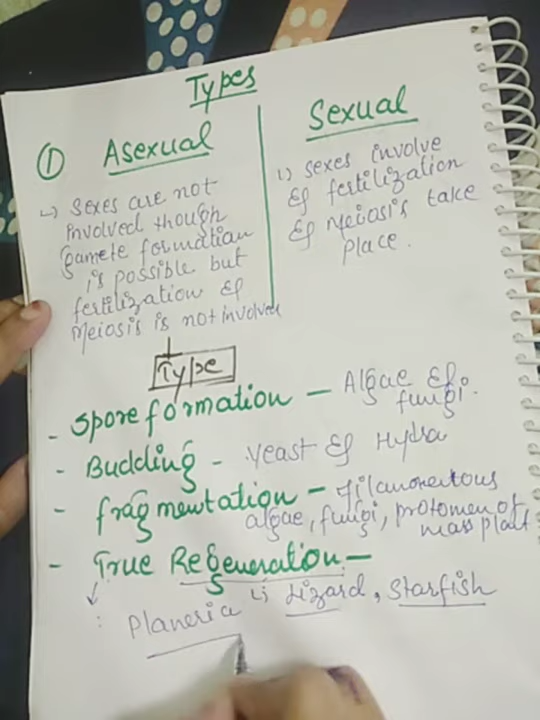 Types
① Asexual
↳ Sexes are not
involved though
gamete formation
is possible but
fertilization &
Meiosis is not involved
Sexual
↳ Sexes involve
& fertilization
& Meiosis take
place.
Type
- Spore formation - Algae & fungi.
- Budding - Yeast & Hydra
- fragmentation - filamentous
algae, fungi, protomen of
mass plant
- True Regeneration -
: Planeria ↳ Lizard, Starfish